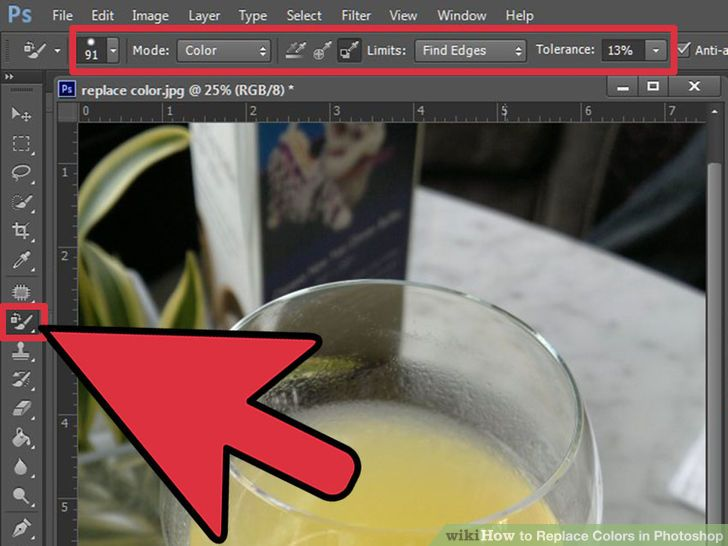 Ps File Edit Image Layer Type Select Filter View Window Help
91 Mode: Color Limits: Find Edges Tolerance: 13% Anti-a
Ps replace color.jpg @ 25% (RGB/8) *
0 1 2 3 4 5 6 7
1
2
4
5
wikiHow to Replace Colors in Photoshop